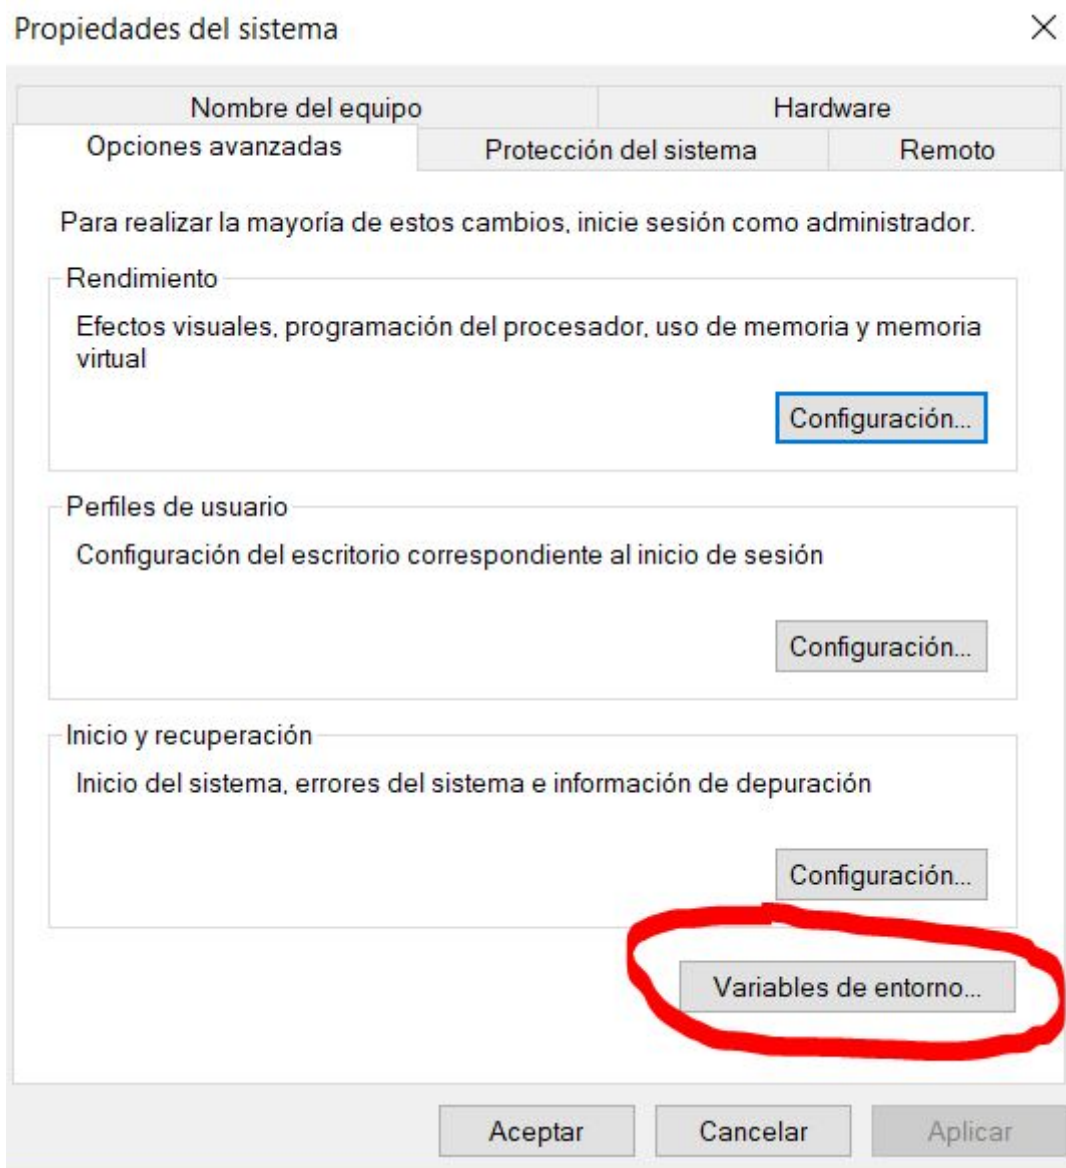 Propiedades del sistema
Nombre del equipo
Hardware
Opciones avanzadas
Protección del sistema
Remoto
Para realizar la mayoría de estos cambios, inicie sesión como administrador.
Rendimiento
Efectos visuales, programación del procesador, uso de memoria y memoria
virtual
Configuración...
Perfiles de usuario
Configuración del escritorio correspondiente al inicio de sesión
Configuración...
Inicio y recuperación
Inicio del sistema, errores del sistema e información de depuración
Configuración...
Variables de entorno...
Aceptar
Cancelar
Aplicar